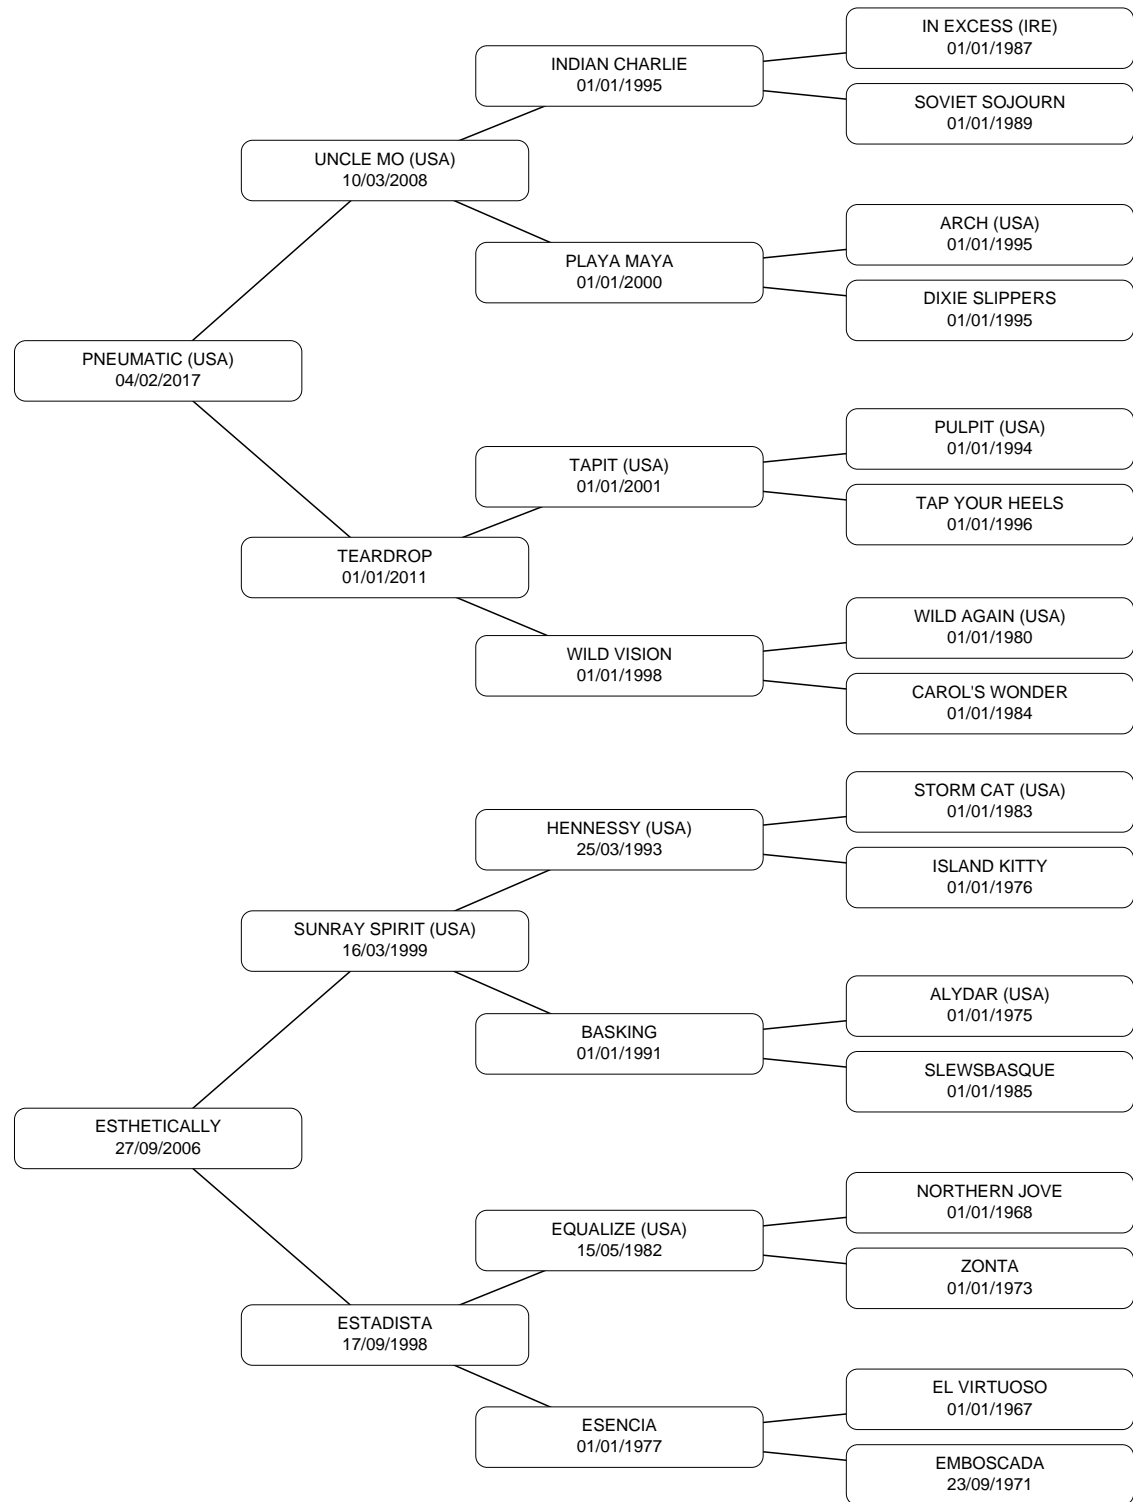 IN EXCESS (IRE)
01/01/1987
INDIAN CHARLIE
01/01/1995
SOVIET SOJOURN
01/01/1989
UNCLE MO (USA)
10/03/2008
ARCH (USA)
01/01/1995
PLAYA MAYA
01/01/2000
DIXIE SLIPPERS
01/01/1995
PNEUMATIC (USA)
04/02/2017
PULPIT (USA)
01/01/1994
TAPIT (USA)
01/01/2001
TAP YOUR HEELS
01/01/1996
TEARDROP
01/01/2011
WILD AGAIN (USA)
01/01/1980
WILD VISION
01/01/1998
CAROL'S WONDER
01/01/1984
STORM CAT (USA)
01/01/1983
HENNESSY (USA)
25/03/1993
ISLAND KITTY
01/01/1976
SUNRAY SPIRIT (USA)
16/03/1999
ALYDAR (USA)
01/01/1975
BASKING
01/01/1991
SLEWSBASQUE
01/01/1985
ESTHETICALLY
27/09/2006
NORTHERN JOVE
01/01/1968
EQUALIZE (USA)
15/05/1982
ZONTA
01/01/1973
ESTADISTA
17/09/1998
EL VIRTUOSO
01/01/1967
ESENCIA
01/01/1977
EMBOSCADA
23/09/1971